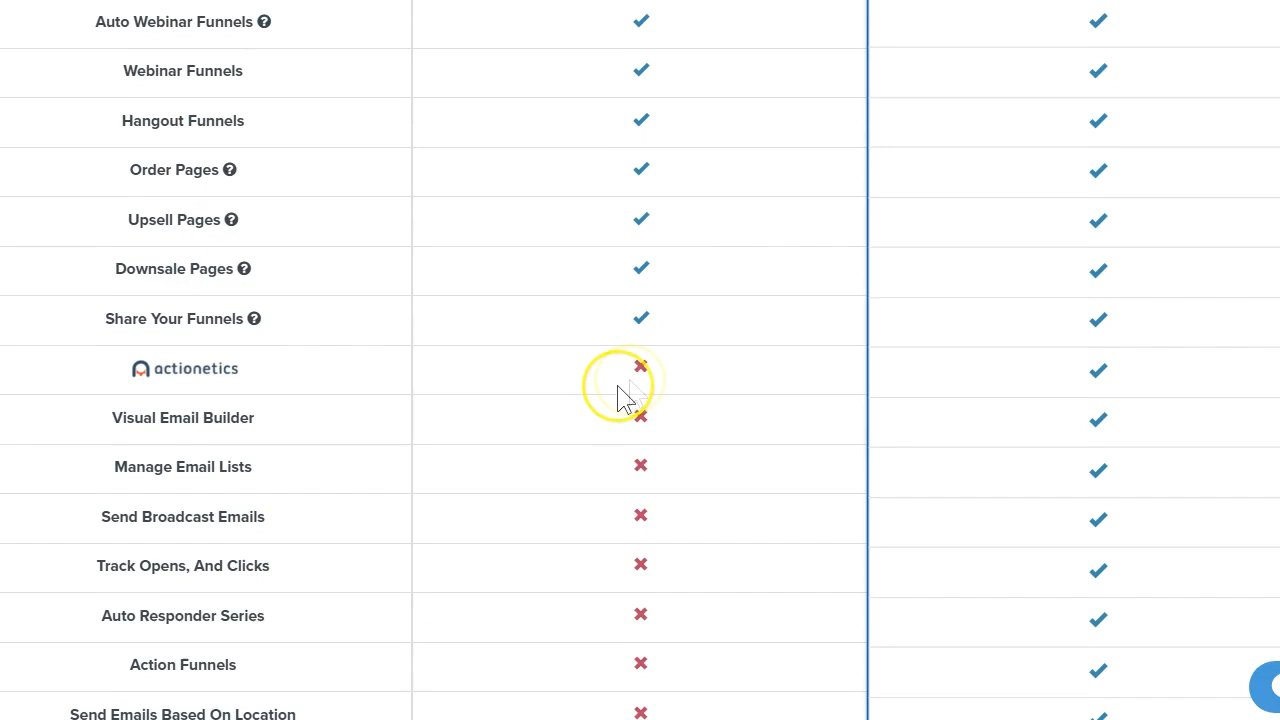 Auto Webinar Funnels ?
Webinar Funnels
Hangout Funnels
Order Pages ?
Upsell Pages ?
Downsale Pages ?
Share Your Funnels ?
actionetics
Visual Email Builder
Manage Email Lists
Send Broadcast Emails
Track Opens, And Clicks
Auto Responder Series
Action Funnels
Send Emails Based On Location